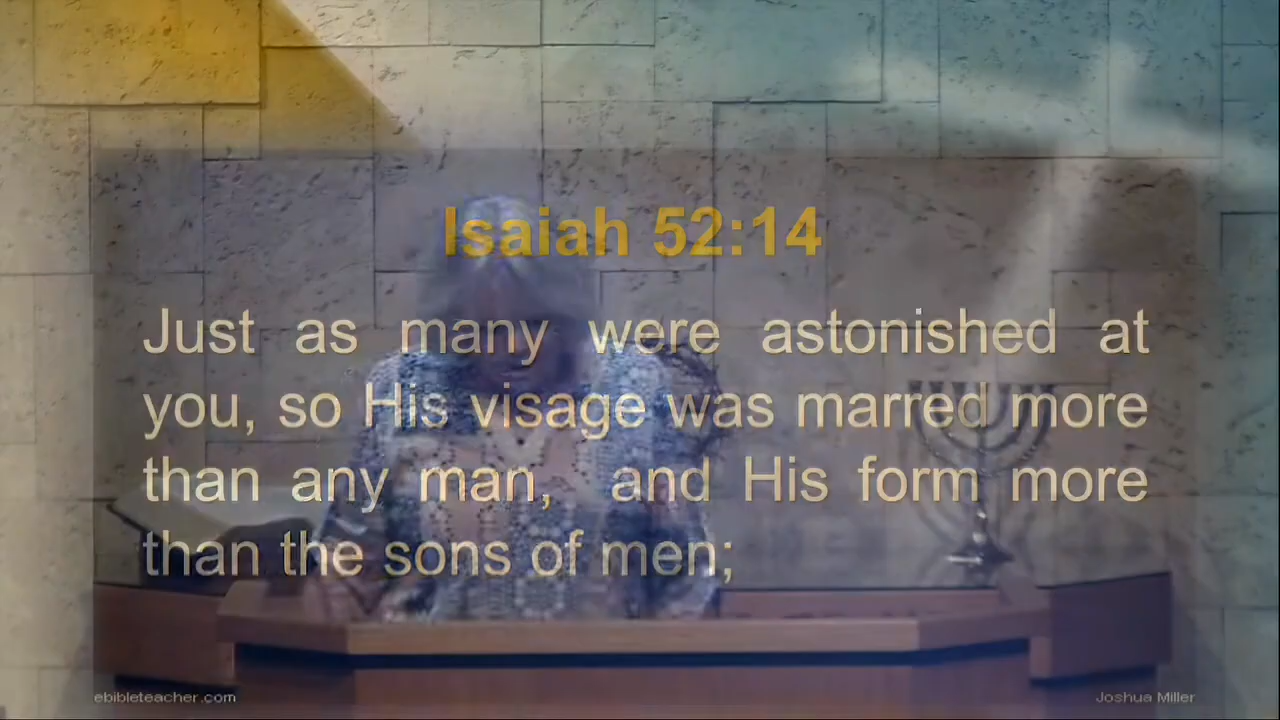 Isaiah 52:14
Just as many were astonished at
you, so His visage was marred more
than any man, and His form more
than the sons of men;
ebibleteacher.com
Joshua Miller